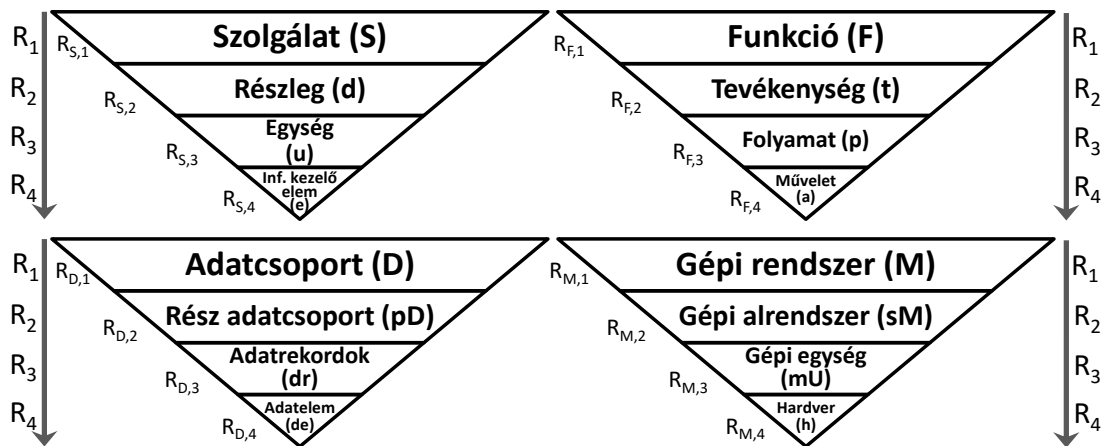 R1
RS,1
Szolgálat (S)
R2
RS,2
Részleg (d)
R3
RS,3
Egység
(u)
R4
RS,4
Inf. kezelő
elem
(e)
Funkció (F)
RF,1
R1
Tevékenység (t)
RF,2
R2
Folyamat (p)
RF,3
R3
Művelet
(a)
RF,4
R4
R1
RD,1
Adatcsoport (D)
R2
RD,2
Rész adatcsoport (pD)
R3
RD,3
Adatrekordok
(dr)
R4
RD,4
Adatelem
(de)
Gépi rendszer (M)
RM,1
R1
Gépi alrendszer (sM)
RM,2
R2
Gépi egység
(mU)
RM,3
R3
Hardver
(h)
RM,4
R4